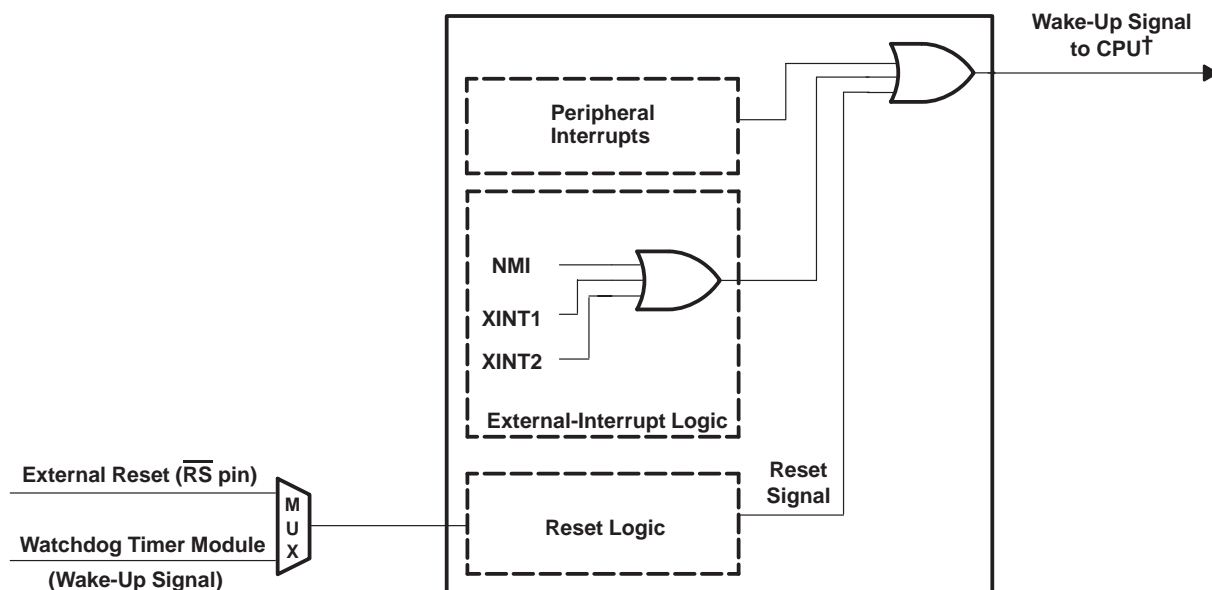 Wake-Up Signal
to CPU†
Peripheral
Interrupts
NMI
XINT1
XINT2
External-Interrupt Logic
External Reset (R̅S̅ pin)
MUX
Watchdog Timer Module
(Wake-Up Signal)
Reset Logic
Reset
Signal